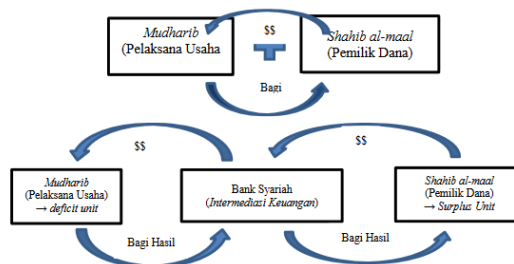 Mudharib
(Pelaksana Usaha
$$
Shahib al-maal
(Pemilik Dana)
Bagi
$$
$$
Mudharib
(Pelaksana Usaha)
→ deficit unit
Bank Syariah
(Intermediasi Keuangan)
Shahib al-maal
(Pemilik Dana)
→ Surplus Unit
Bagi Hasil
Bagi Hasil